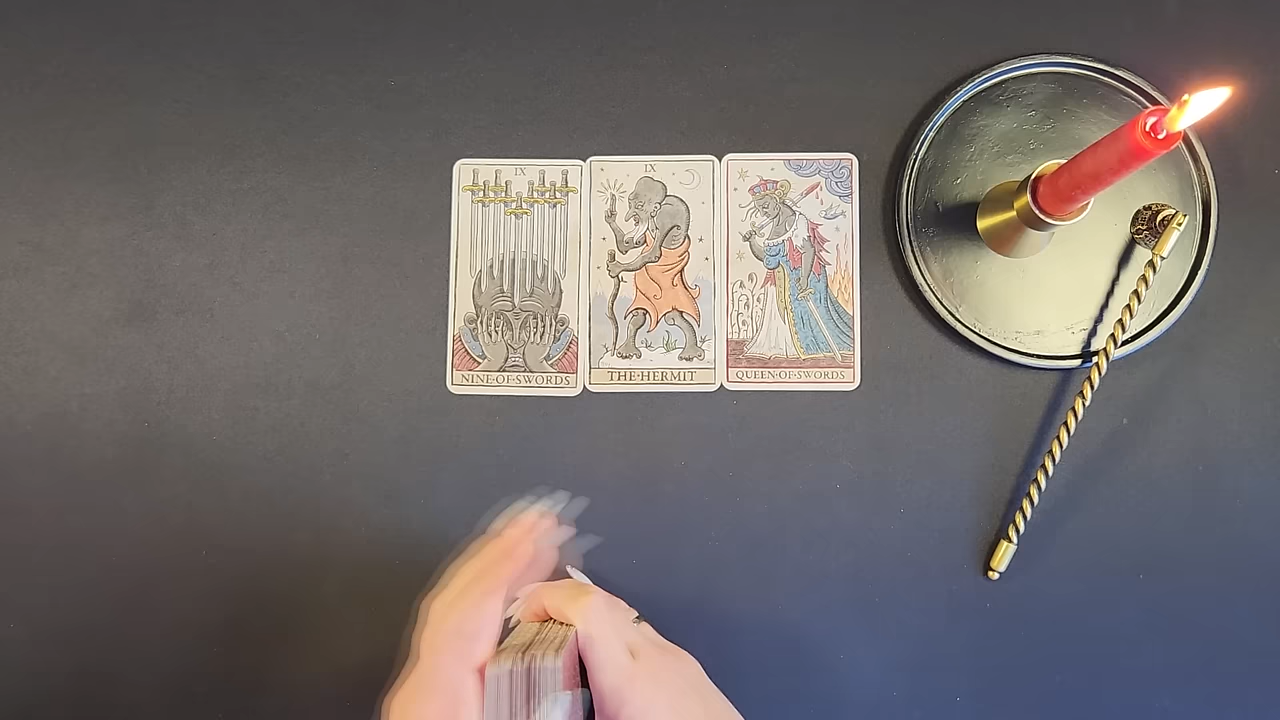 IX
NINE·OF·SWORDS
IX
THE·HERMIT
QUEEN·OF·SWORDS